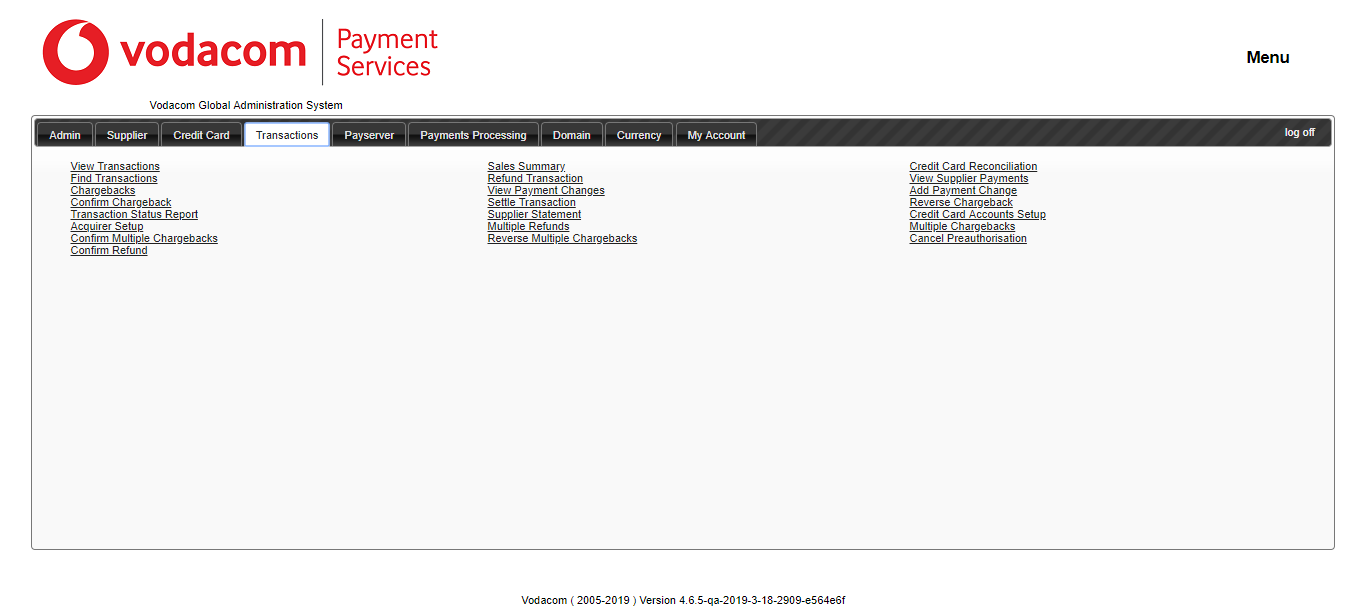 vodacom
Payment
Services
Menu
Vodacom Global Administration System
Admin Supplier Credit Card Transactions Payserver Payments Processing Domain Currency My Account log off
View Transactions Sales Summary Credit Card Reconciliation
Find Transactions Refund Transaction View Supplier Payments
Chargebacks View Payment Changes Add Payment Change
Confirm Chargeback Settle Transaction Reverse Chargeback
Transaction Status Report Supplier Statement Credit Card Accounts Setup
Acquirer Setup Multiple Refunds Multiple Chargebacks
Confirm Multiple Chargebacks Reverse Multiple Chargebacks Cancel Preauthorisation
Confirm Refund
Vodacom ( 2005-2019 ) Version 4.6.5-qa-2019-3-18-2909-e564e6f